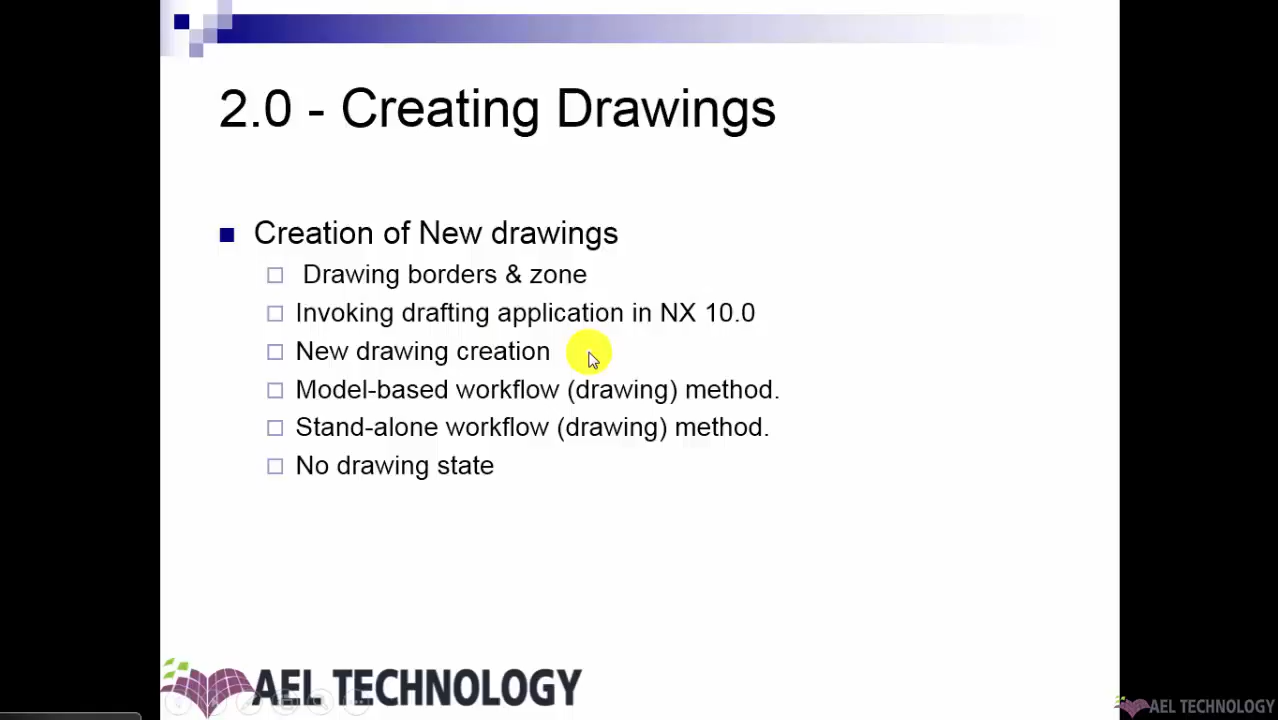 2.0 - Creating Drawings
Creation of New drawings
Drawing borders & zone
Invoking drafting application in NX 10.0
New drawing creation
Model-based workflow (drawing) method.
Stand-alone workflow (drawing) method.
No drawing state
AEL TECHNOLOGY
AEL TECHNOLOGY